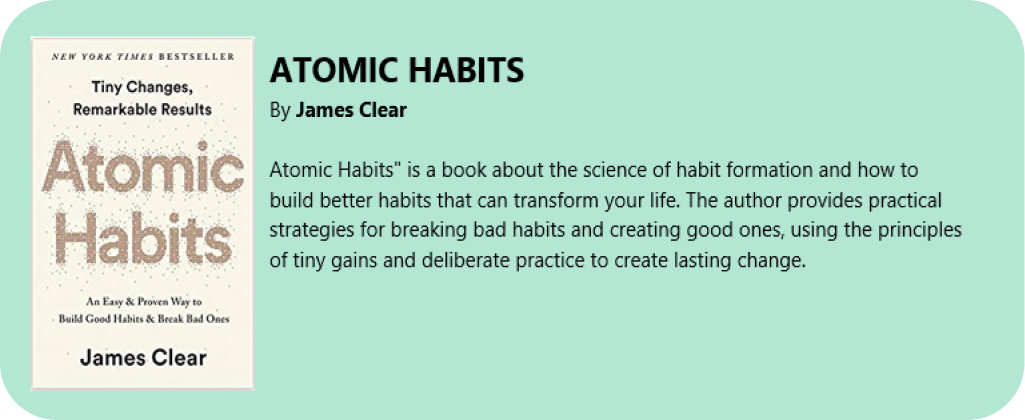 NEW YORK TIMES BESTSELLER
Tiny Changes,
Remarkable Results
Atomic
Habits
An Easy & Proven Way to
Build Good Habits & Break Bad Ones
James Clear
ATOMIC HABITS
By James Clear
Atomic Habits" is a book about the science of habit formation and how to
build better habits that can transform your life. The author provides practical
strategies for breaking bad habits and creating good ones, using the principles
of tiny gains and deliberate practice to create lasting change.